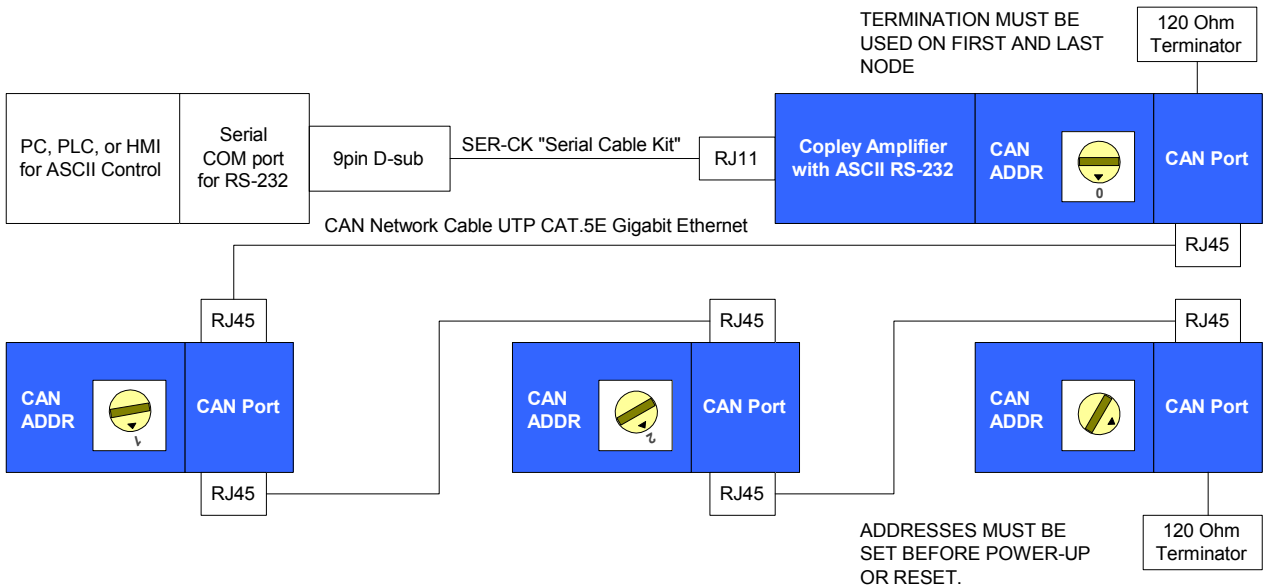 TERMINATION MUST BE
USED ON FIRST AND LAST
NODE
120 Ohm
Terminator
PC, PLC, or HMI
for ASCII Control
Serial
COM port
for RS-232
9pin D-sub
SER-CK "Serial Cable Kit"
RJ11
Copley Amplifier
with ASCII RS-232
CAN
ADDR
0
CAN Port
CAN Network Cable UTP CAT.5E Gigabit Ethernet
RJ45
RJ45
RJ45
RJ45
CAN
ADDR
1
CAN Port
CAN
ADDR
2
CAN Port
CAN
ADDR
CAN Port
RJ45
RJ45
ADDRESSES MUST BE
SET BEFORE POWER-UP
OR RESET.
120 Ohm
Terminator